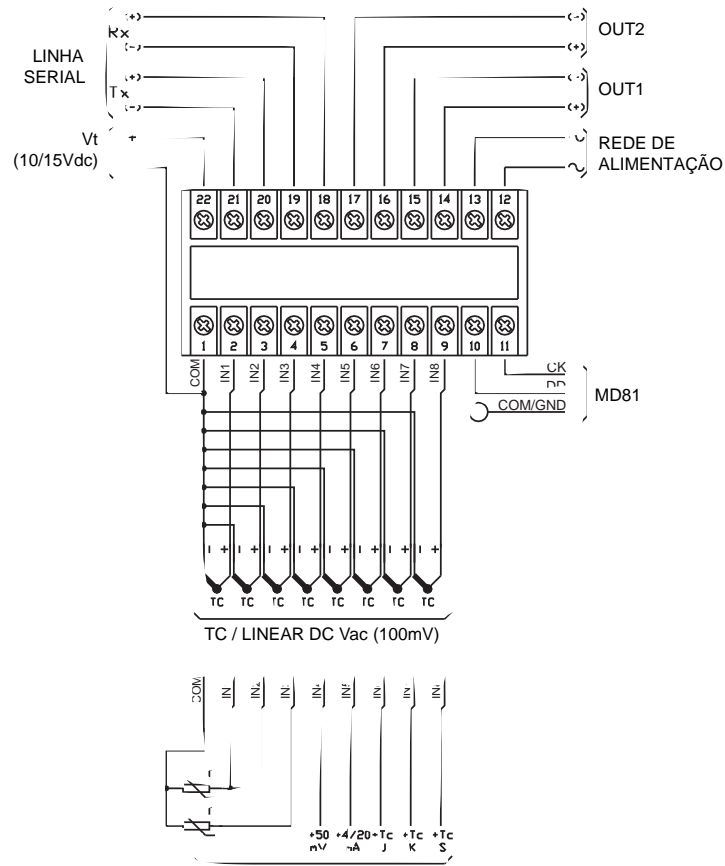 Rx
(+)
(-)
LINHA
SERIAL
Tx
(+)
(-)
Vt
(10/15Vdc)
+
(-)
OUT2
(+)
(-)
OUT1
(+)
REDE DE
ALIMENTAÇÃO
22 21 20 19 18 17 16 15 14 13 12
1 2 3 4 5 6 7 8 9 10 11
COM IN1 IN2 IN3 IN4 IN5 IN6 IN7 IN8
CK
COM/GND
MD81
- + - + - + - + - + - + - + - +
TC TC TC TC TC TC TC TC
TC / LINEAR DC Vac (100mV)
COM IN2
+50 +4/20 +Tc +Tc +Tc
mV J K S